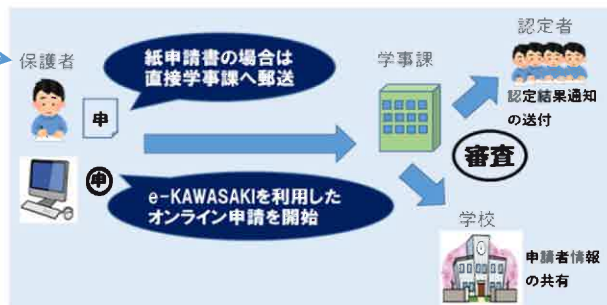 保護者
紙申請書の場合は
直接学事課へ郵送
申
申
e-KAWASAKIを利用した
オンライン申請を開始
学事課
認定者
認定結果通知
の送付
審査
学校
申請者情報
の共有